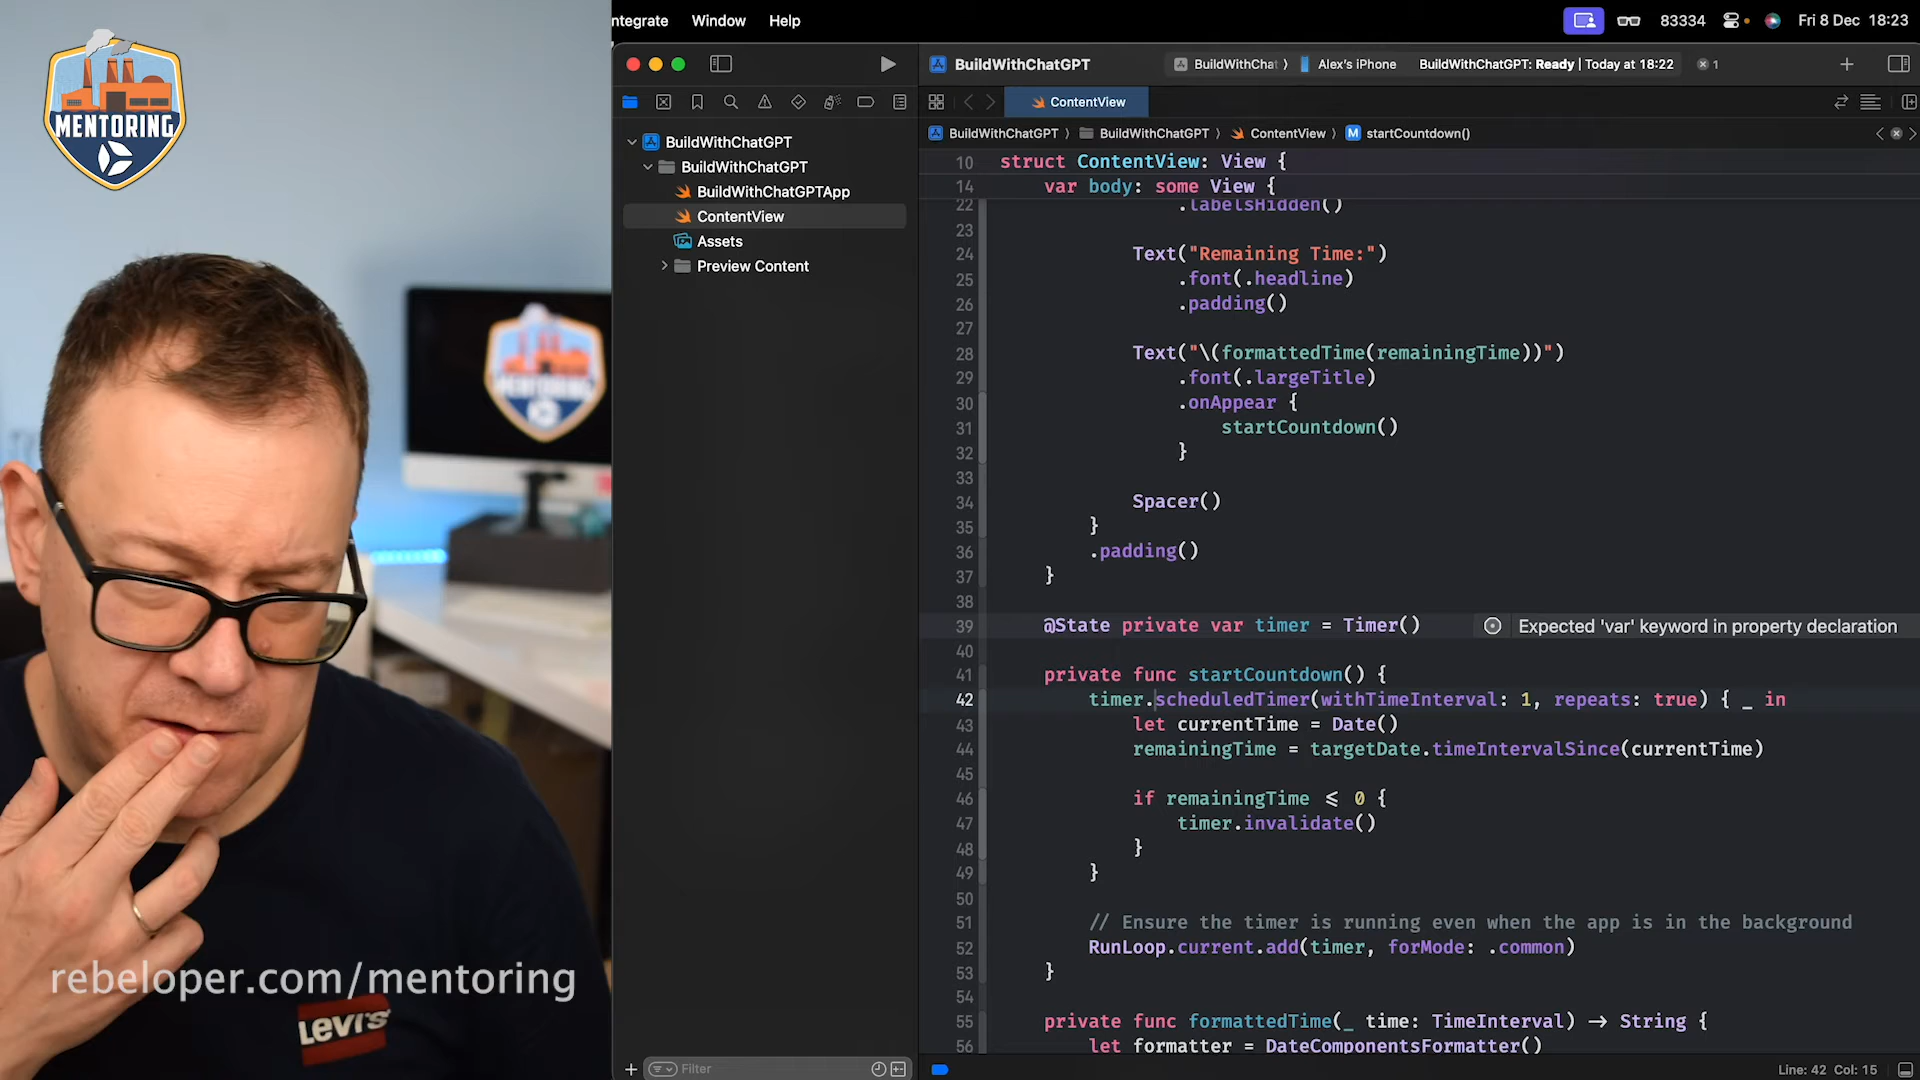 MENTORING
MENTORING
rebeloper.com/mentoring
Levi's
ntegrate Window Help
83334 Fri 8 Dec 18:23
BuildWithChatGPT
BuildWithChat 〉 Alex's iPhone
BuildWithChatGPT: Ready | Today at 18:22
1
ContentView
BuildWithChatGPT 〉 BuildWithChatGPT 〉 ContentView 〉 M startCountdown()
BuildWithChatGPT
BuildWithChatGPT
BuildWithChatGPTApp
ContentView
Assets
Preview Content
Filter
10 struct ContentView: View {
14 var body: some View {
22 .labelsHidden()
23
24 Text("Remaining Time:")
25 .font(.headline)
26 .padding()
27
28 Text("\(formattedTime(remainingTime))")
29 .font(.largeTitle)
30 .onAppear {
31 startCountdown()
32 }
33
34 Spacer()
35 }
36 .padding()
37 }
38
39 @State private var timer = Timer() Expected 'var' keyword in property declaration
40
41 private func startCountdown() {
42 timer.scheduledTimer(withTimeInterval: 1, repeats: true) { _ in
43 let currentTime = Date()
44 remainingTime = targetDate.timeIntervalSince(currentTime)
45
46 if remainingTime ⩽ 0 {
47 timer.invalidate()
48 }
49 }
50
51 // Ensure the timer is running even when the app is in the background
52 RunLoop.current.add(timer, forMode: .common)
53 }
54
55 private func formattedTime(_ time: TimeInterval) → String {
56 let formatter = DateComponentsFormatter()
Line: 42 Col: 15